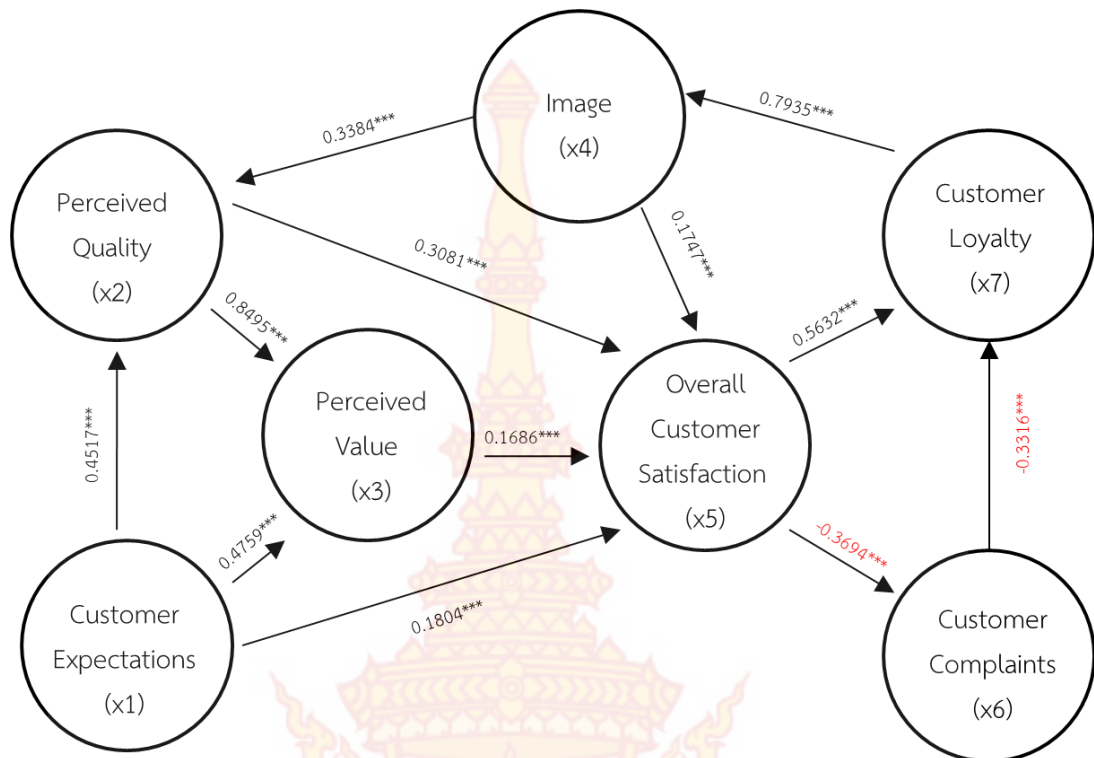 Image
(x4)
0.7935***
0.3384***
Perceived
Quality
(x2)
Customer
Loyalty
(x7)
0.1747***
0.3081***
0.8495***
0.5632***
Perceived
Value
(x3)
Overall
Customer
Satisfaction
(x5)
0.1686***
0.4517***
-0.3316***
0.4759***
-0.3694***
0.1804***
Customer
Expectations
(x1)
Customer
Complaints
(x6)